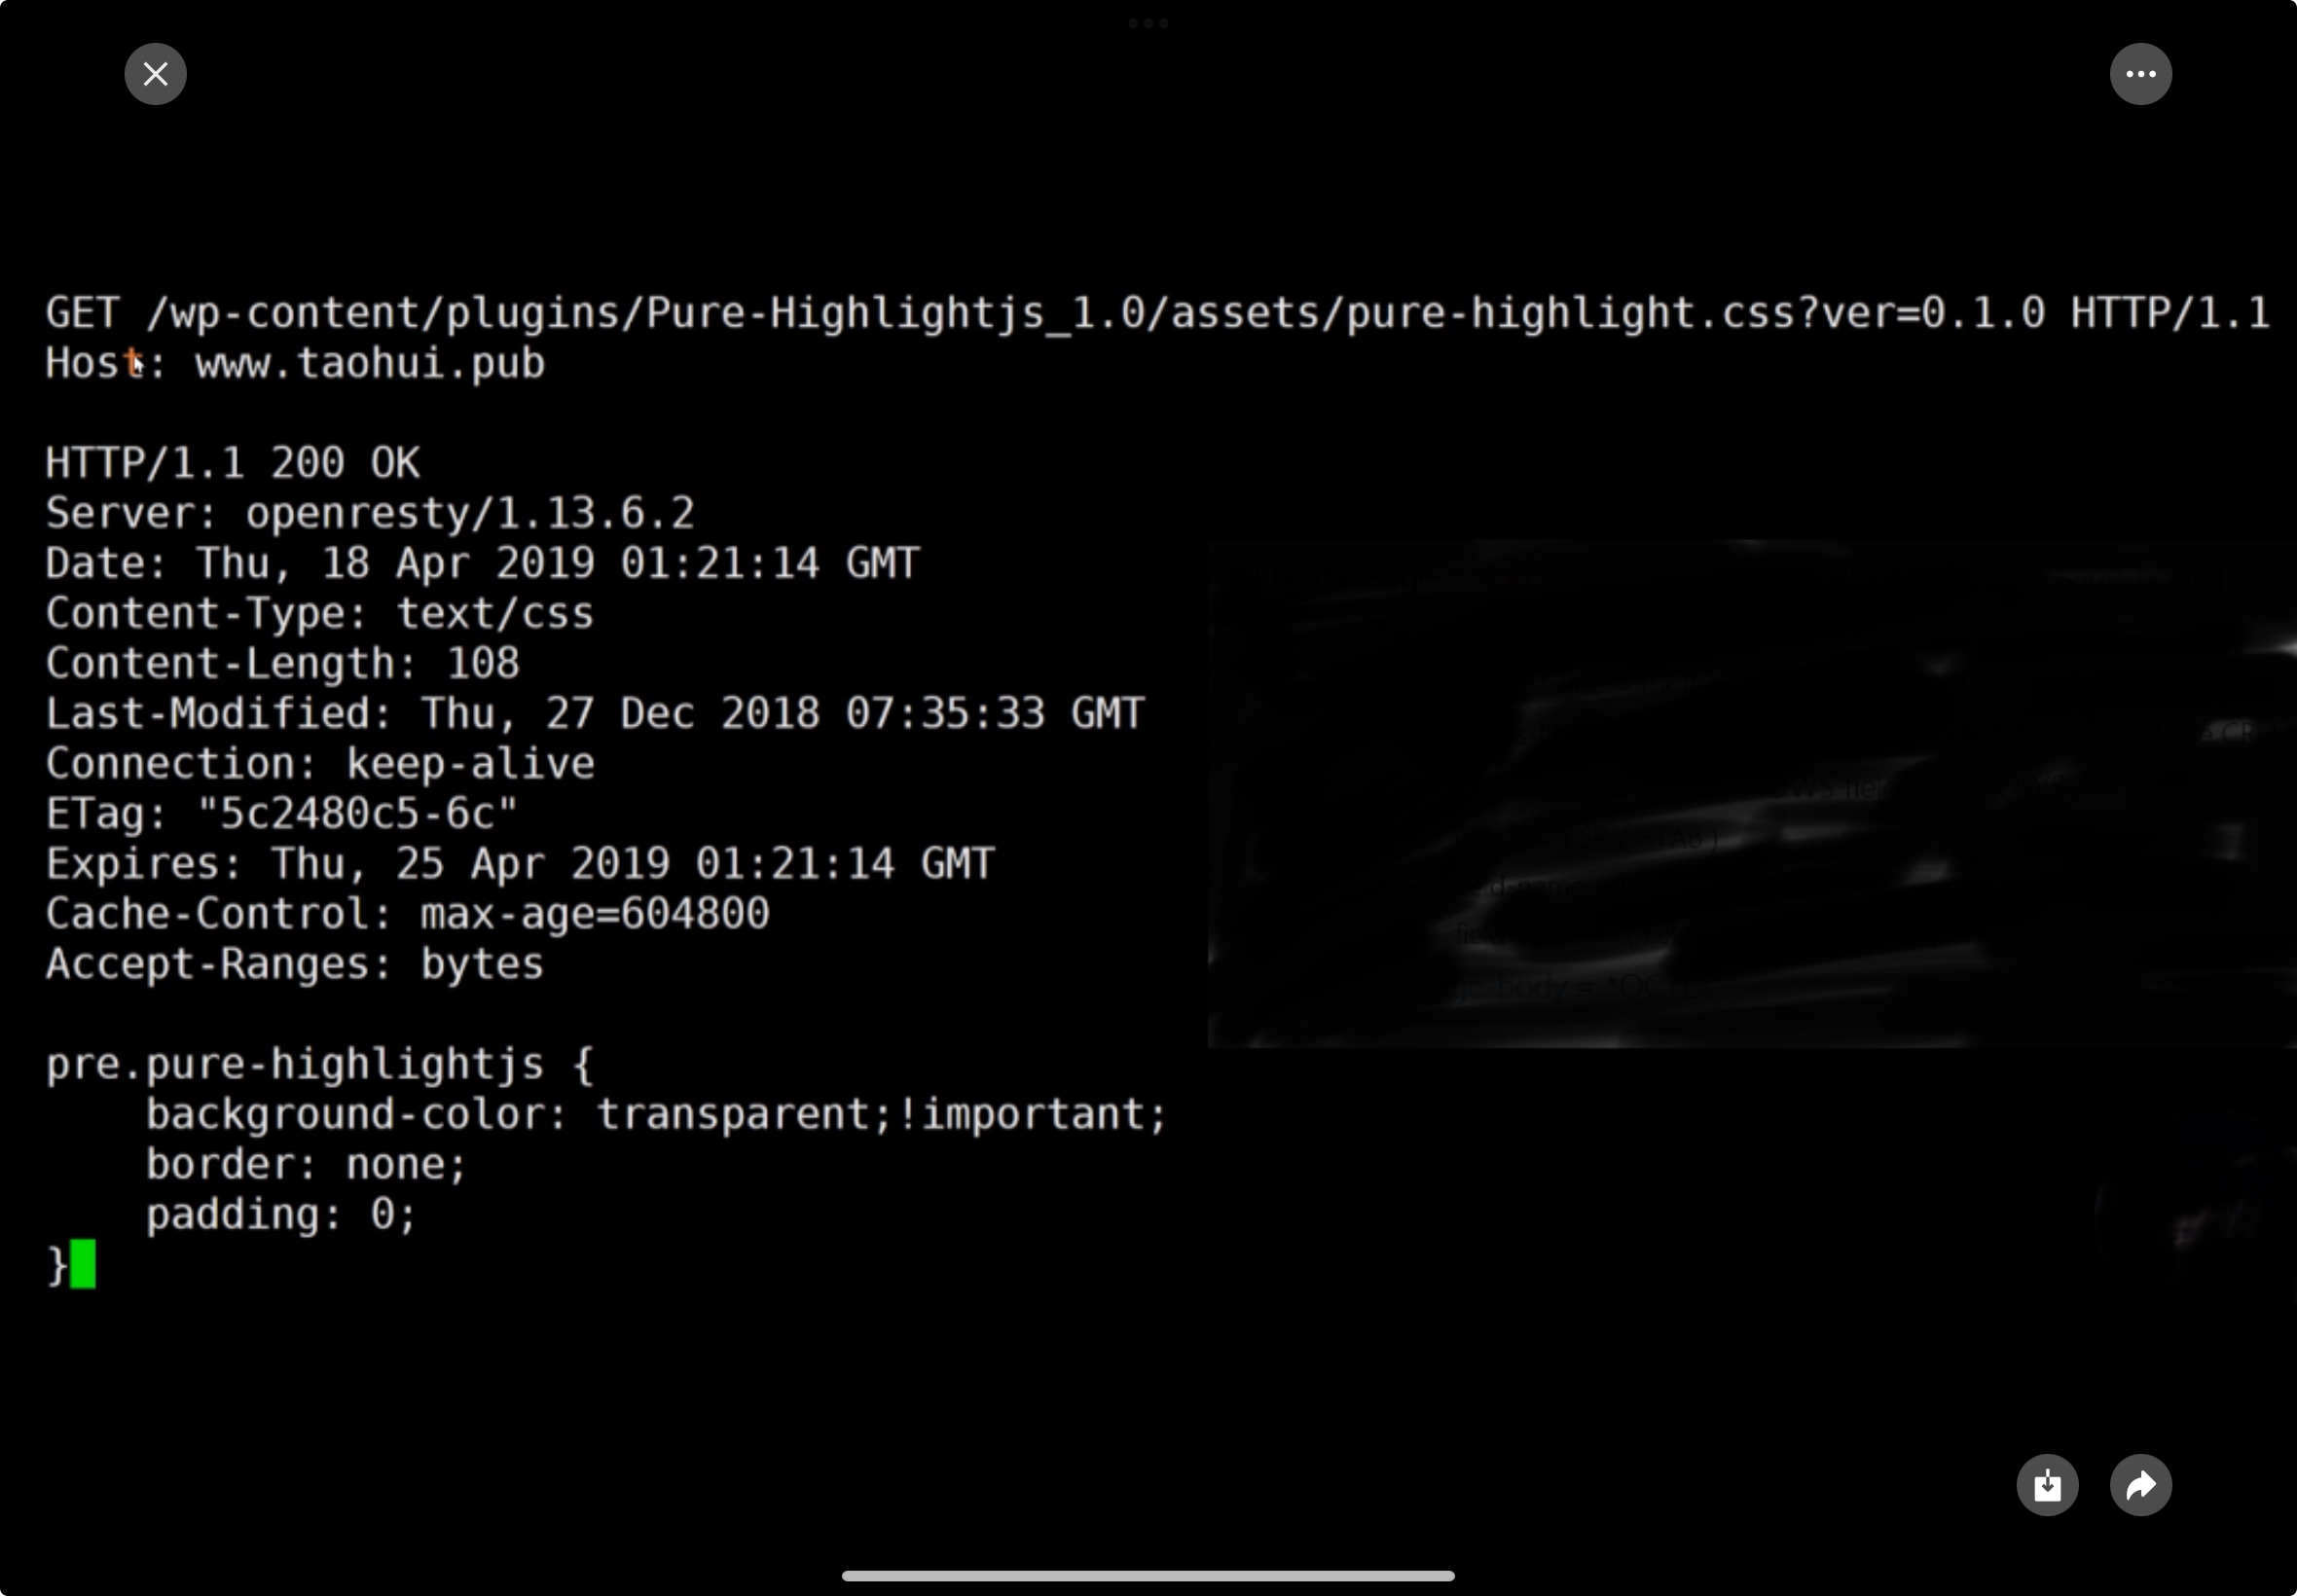 GET /wp-content/plugins/Pure-Highlightjs_1.0/assets/pure-highlight.css?ver=0.1.0 HTTP/1.1
Host: www.taohui.pub
HTTP/1.1 200 OK
Server: openresty/1.13.6.2
Date: Thu, 18 Apr 2019 01:21:14 GMT
Content-Type: text/css
Content-Length: 108
Last-Modified: Thu, 27 Dec 2018 07:35:33 GMT
Connection: keep-alive
ETag: "5c2480c5-6c"
Expires: Thu, 25 Apr 2019 01:21:14 GMT
Cache-Control: max-age=604800
Accept-Ranges: bytes
pre.pure-highlightjs {
    background-color: transparent;!important;
    border: none;
    padding: 0;
}